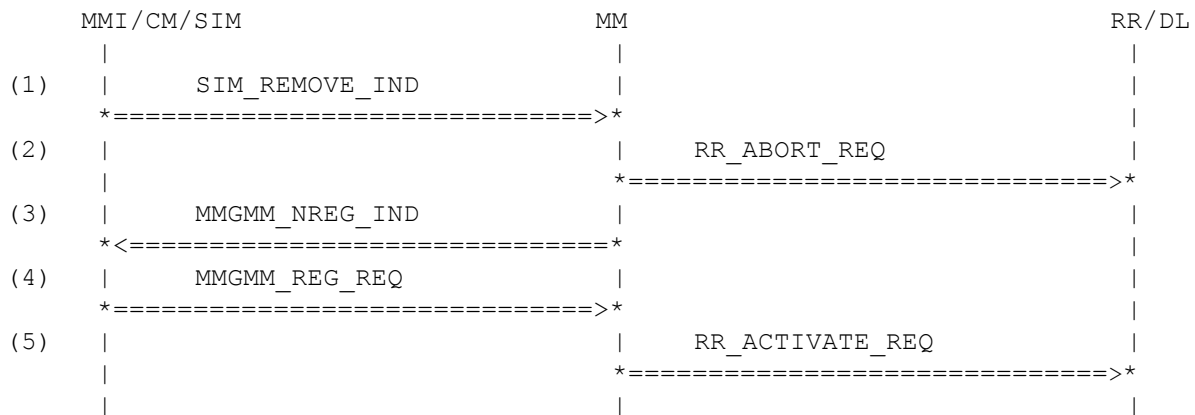 MMI/CM/SIM MM RR/DL
| | |
(1) | SIM_REMOVE_IND | |
*==============================>* |
(2) | | RR_ABORT_REQ |
| *==============================>*
(3) | MMGMM_NREG_IND | |
*<==============================* |
(4) | MMGMM_REG_REQ | |
*==============================>* |
(5) | | RR_ACTIVATE_REQ |
| *==============================>*
| | |